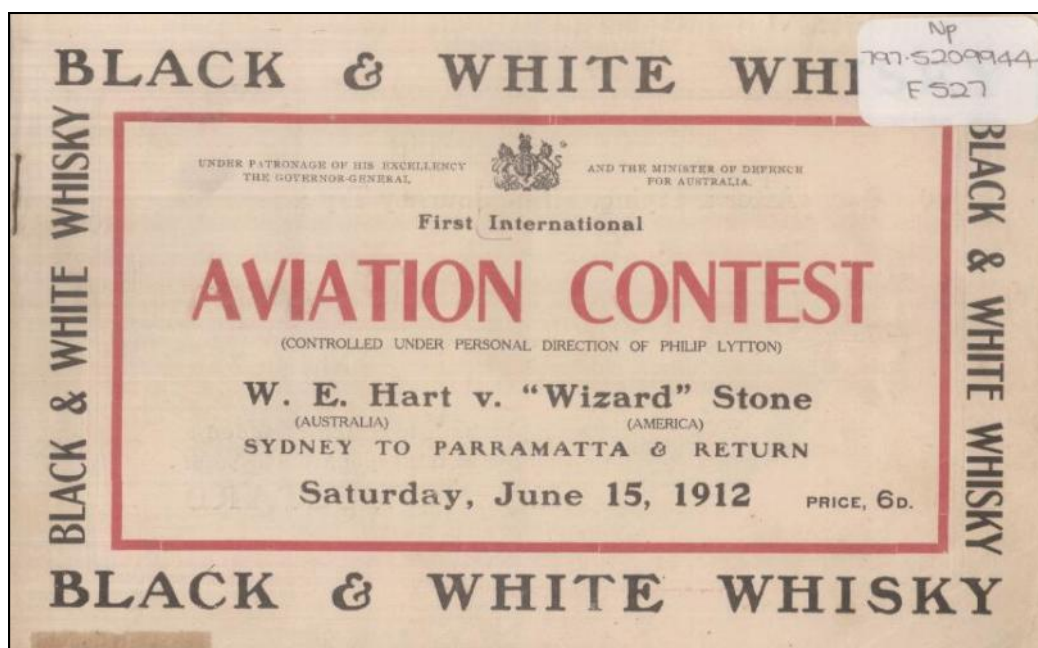 Np
797.5209944
F527
BLACK & WHITE WHI
BLACK & WHITE WHISKY
UNDER PATRONAGE OF HIS EXCELLENCY
THE GOVERNOR-GENERAL,
AND THE MINISTER OF DEFENCE
FOR AUSTRALIA.
First International
AVIATION CONTEST
(CONTROLLED UNDER PERSONAL DIRECTION OF PHILIP LYTTON)
W. E. Hart v. "Wizard" Stone
(AUSTRALIA) (AMERICA)
SYDNEY TO PARRAMATTA & RETURN
Saturday, June 15, 1912 PRICE, 6D.
BLACK & WHITE WHISKY
BLACK & WHITE WHISKY